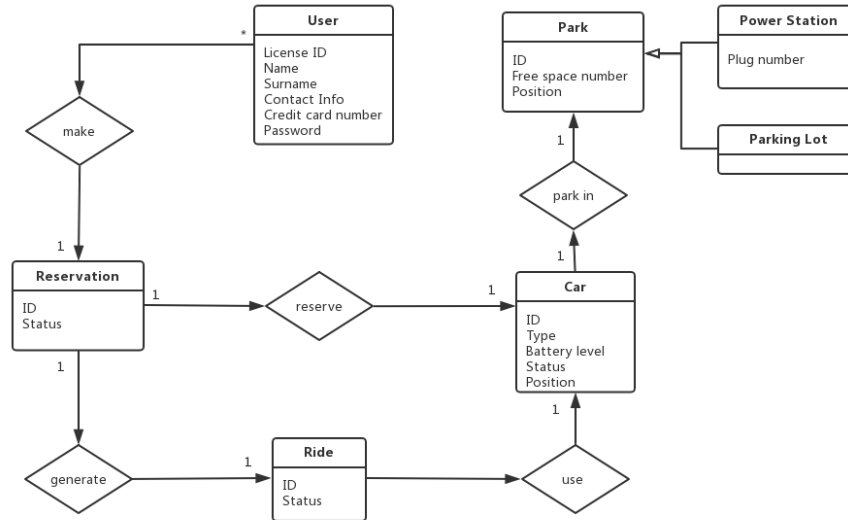 User
License ID
Name
Surname
Contact Info
Credit card number
Password
*
make
1
Park
ID
Free space number
Position
Power Station
Plug number
Parking Lot
1
park in
1
Reservation
ID
Status
1
reserve
1
Car
ID
Type
Battery level
Status
Position
1
generate
1
Ride
ID
Status
use
1